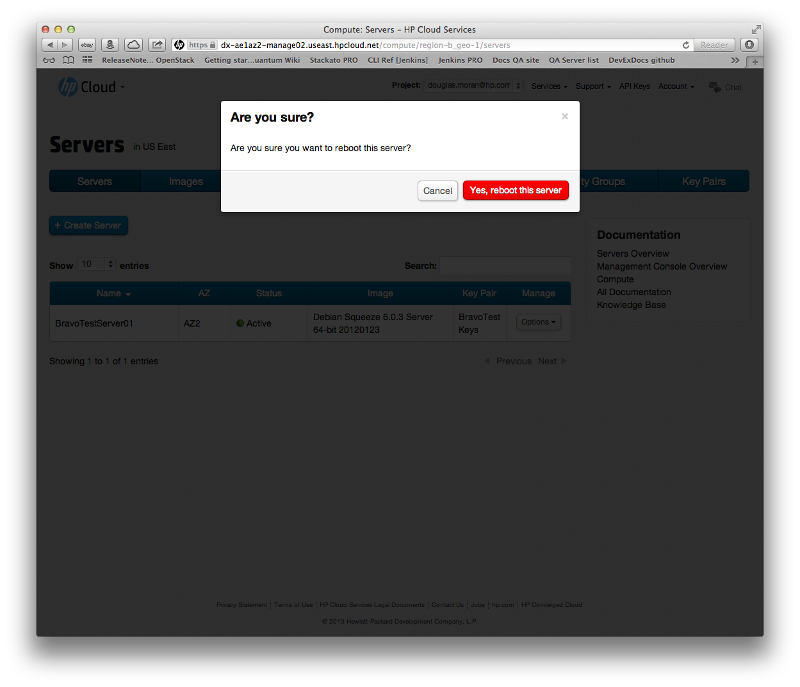 Compute: Servers – HP Cloud Services
ebay
https dx-ae1az2-manage02.useast.hpcloud.net/compute/region-b_geo-1/servers
Reader
ReleaseNote... OpenStack Getting star...uantum Wiki Stackato PRO CLI Ref [Jenkins] Jenkins PRO Docs QA site QA Server list DevExDocs github
hp Cloud
Project: douglas.moran@hp.com Services Support API Keys Account Chat
Are you sure?
×
Are you sure you want to reboot this server?
Cancel
Yes, reboot this server
Servers in US East
Servers Images ty Groups Key Pairs
+ Create Server
Show 10 entries
Search:
Name AZ Status Image Key Pair Manage
BravoTestServer01 AZ2 Active Debian Squeeze 6.0.3 Server 64-bit 20120123 BravoTest Keys Options
Showing 1 to 1 of 1 entries
Previous Next
Documentation
Servers Overview
Management Console Overview
Compute
All Documentation
Knowledge Base
Privacy Statement | Terms of Use | HP Cloud Services Legal Documents | Contact Us | Jobs | hp.com | HP Converged Cloud
© 2013 Hewlett-Packard Development Company, L.P.